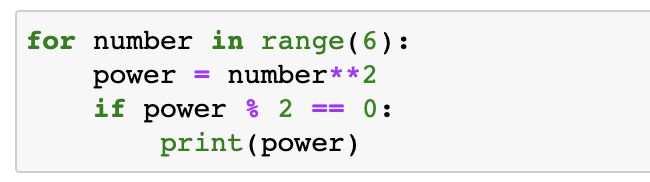 for number in range(6):
    power = number**2
    if power % 2 == 0:
        print(power)